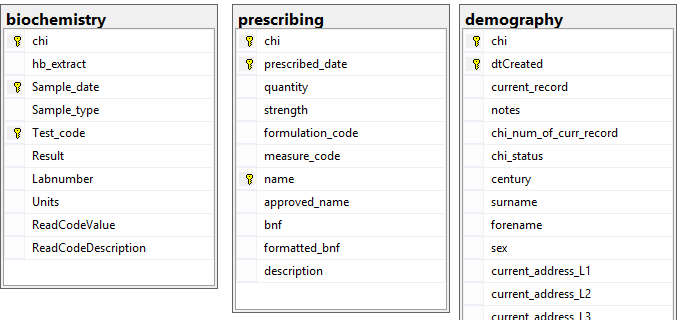 biochemistry
chi
hb_extract
Sample_date
Sample_type
Test_code
Result
Labnumber
Units
ReadCodeValue
ReadCodeDescription
prescribing
chi
prescribed_date
quantity
strength
formulation_code
measure_code
name
approved_name
bnf
formatted_bnf
description
demography
chi
dtCreated
current_record
notes
chi_num_of_curr_record
chi_status
century
surname
forename
sex
current_address_L1
current_address_L2
current_address_L3